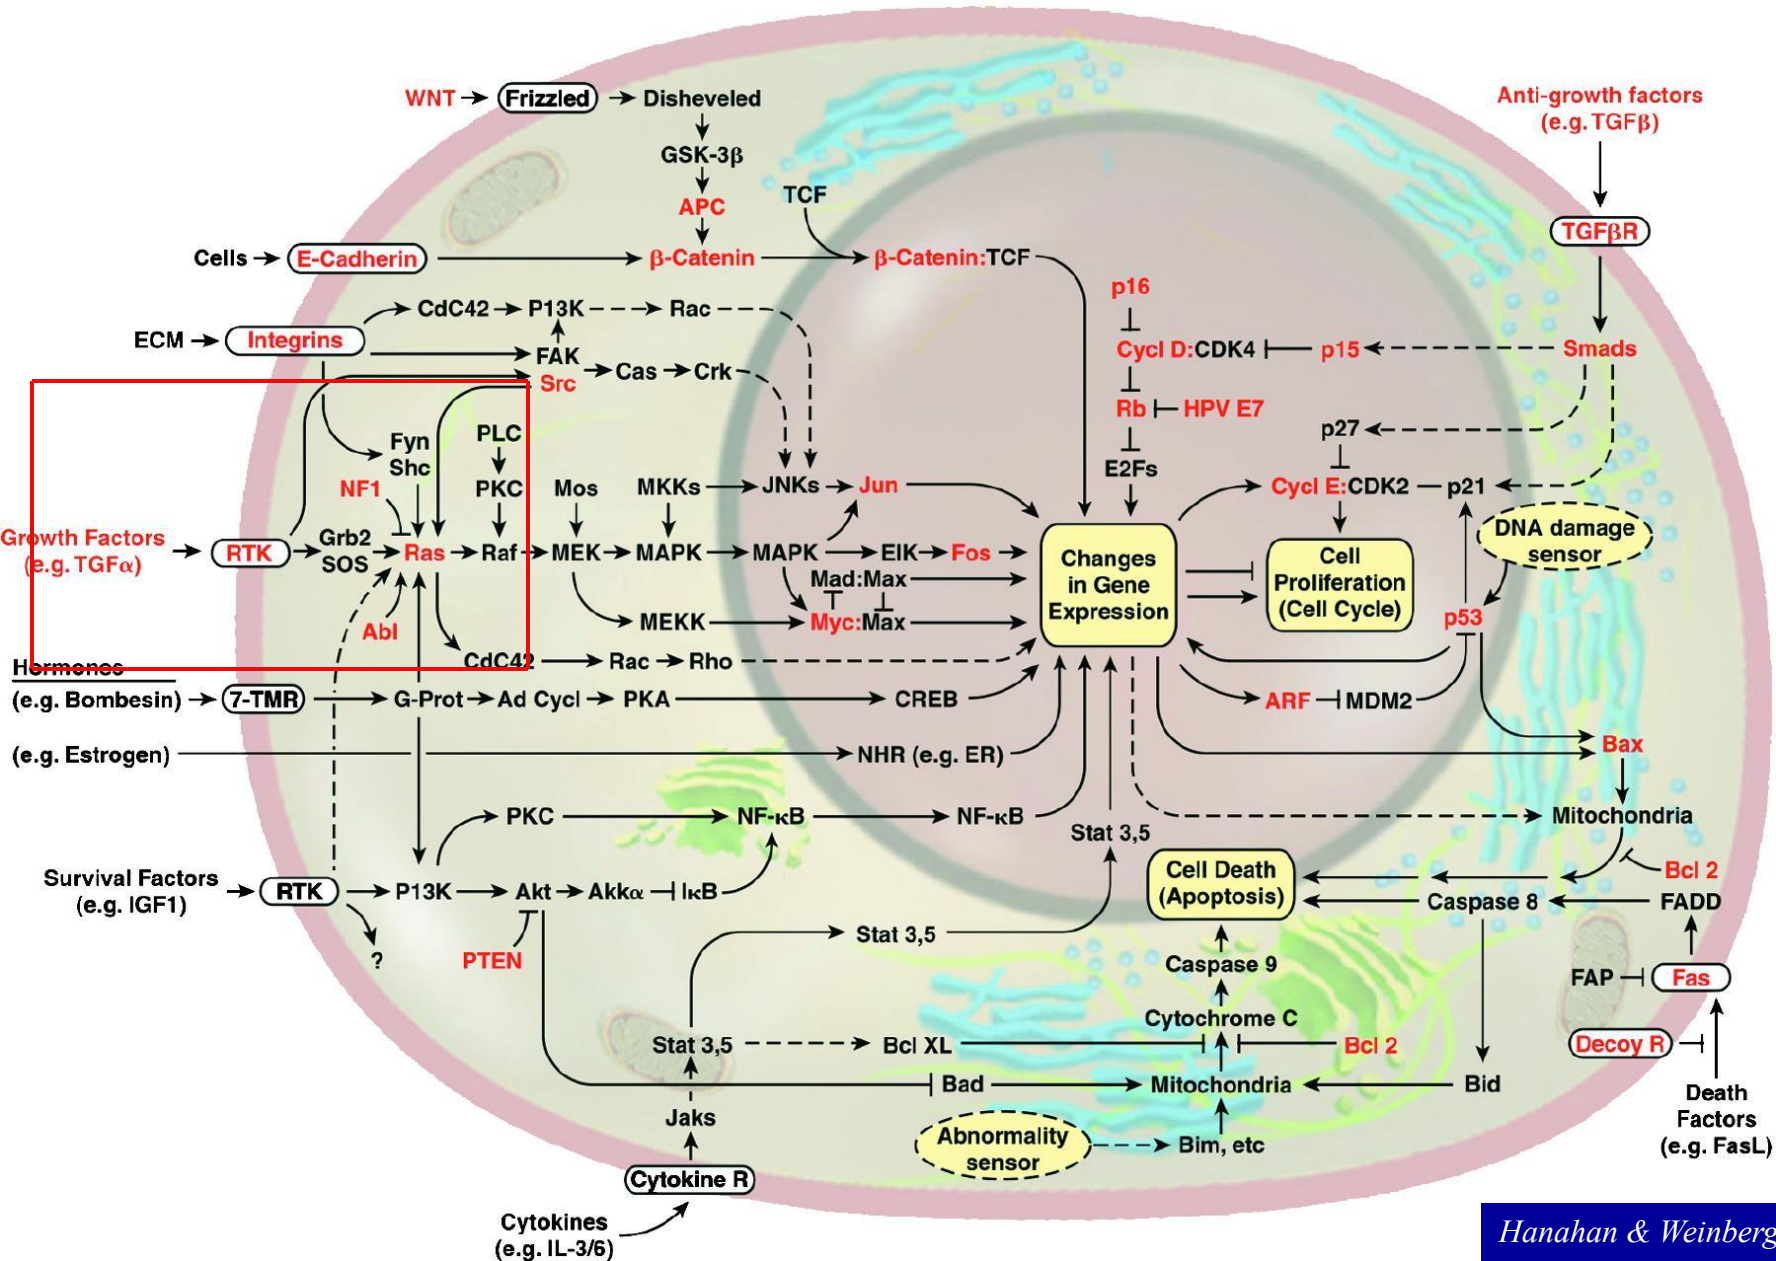 WNT
Frizzled
Disheveled
GSK-3β
APC
TCF
Cells
E-Cadherin
β-Catenin
β-Catenin:TCF
Anti-growth factors
(e.g. TGFβ)
TGFβR
Smads
CdC42
P13K
Rac
ECM
Integrins
FAK
Src
Cas
Crk
p16
Cycl D:CDK4
p15
Rb
HPV E7
E2Fs
p27
Cycl E:CDK2
p21
DNA damage
sensor
Fyn
Shc
PLC
PKC
NF1
Mos
MKKs
JNKs
Jun
Growth Factors
(e.g. TGFα)
RTK
Grb2
SOS
Ras
Raf
MEK
MAPK
MAPK
ElK
Fos
Mad:Max
Myc:Max
MEKK
Abl
CdC42
Rac
Rho
Changes
in Gene
Expression
Cell
Proliferation
(Cell Cycle)
p53
Hormones
(e.g. Bombesin)
7-TMR
G-Prot
Ad Cycl
PKA
CREB
ARF
MDM2
(e.g. Estrogen)
NHR (e.g. ER)
Bax
PKC
NF-κB
NF-κB
Stat 3,5
Mitochondria
Survival Factors
(e.g. IGF1)
RTK
P13K
Akt
Akkα
IκB
PTEN
?
Cell Death
(Apoptosis)
Bcl 2
Caspase 8
FADD
Stat 3,5
Caspase 9
FAP
Fas
Cytochrome C
Stat 3,5
Bcl XL
Bcl 2
Decoy R
Bad
Mitochondria
Bid
Death
Factors
(e.g. FasL)
Jaks
Abnormality
sensor
Bim, etc
Cytokine R
Cytokines
(e.g. IL-3/6)
Hanahan & Weinberg